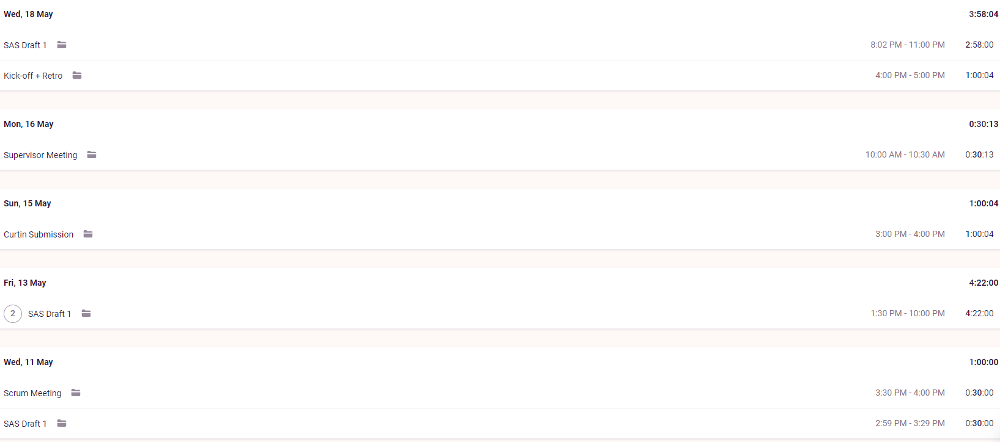 Wed, 18 May 3:58:04
SAS Draft 1 8:02 PM - 11:00 PM 2:58:00
Kick-off + Retro 4:00 PM - 5:00 PM 1:00:04
Mon, 16 May 0:30:13
Supervisor Meeting 10:00 AM - 10:30 AM 0:30:13
Sun, 15 May 1:00:04
Curtin Submission 3:00 PM - 4:00 PM 1:00:04
Fri, 13 May 4:22:00
2 SAS Draft 1 1:30 PM - 10:00 PM 4:22:00
Wed, 11 May 1:00:00
Scrum Meeting 3:30 PM - 4:00 PM 0:30:00
SAS Draft 1 2:59 PM - 3:29 PM 0:30:00